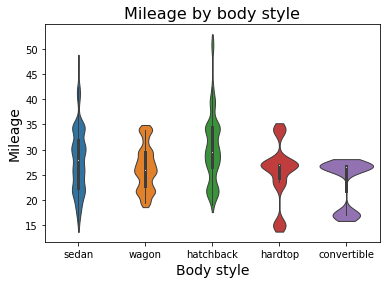 Mileage by body style
Mileage
50
45
40
35
30
25
20
15
sedan wagon hatchback hardtop convertible
Body style